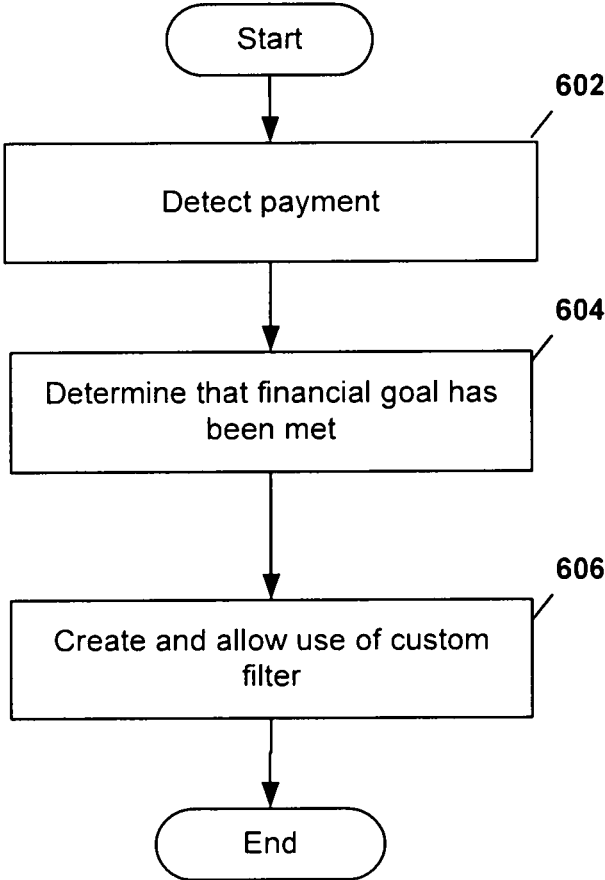 Start
602
Detect payment
604
Determine that financial goal has
been met
606
Create and allow use of custom
filter
End